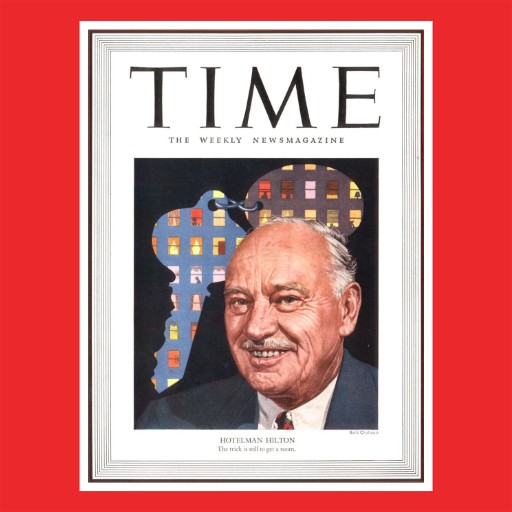 TIME
THE WEEKLY NEWSMAGAZINE
HOTELMAN HILTON
The trick is still to get a room.